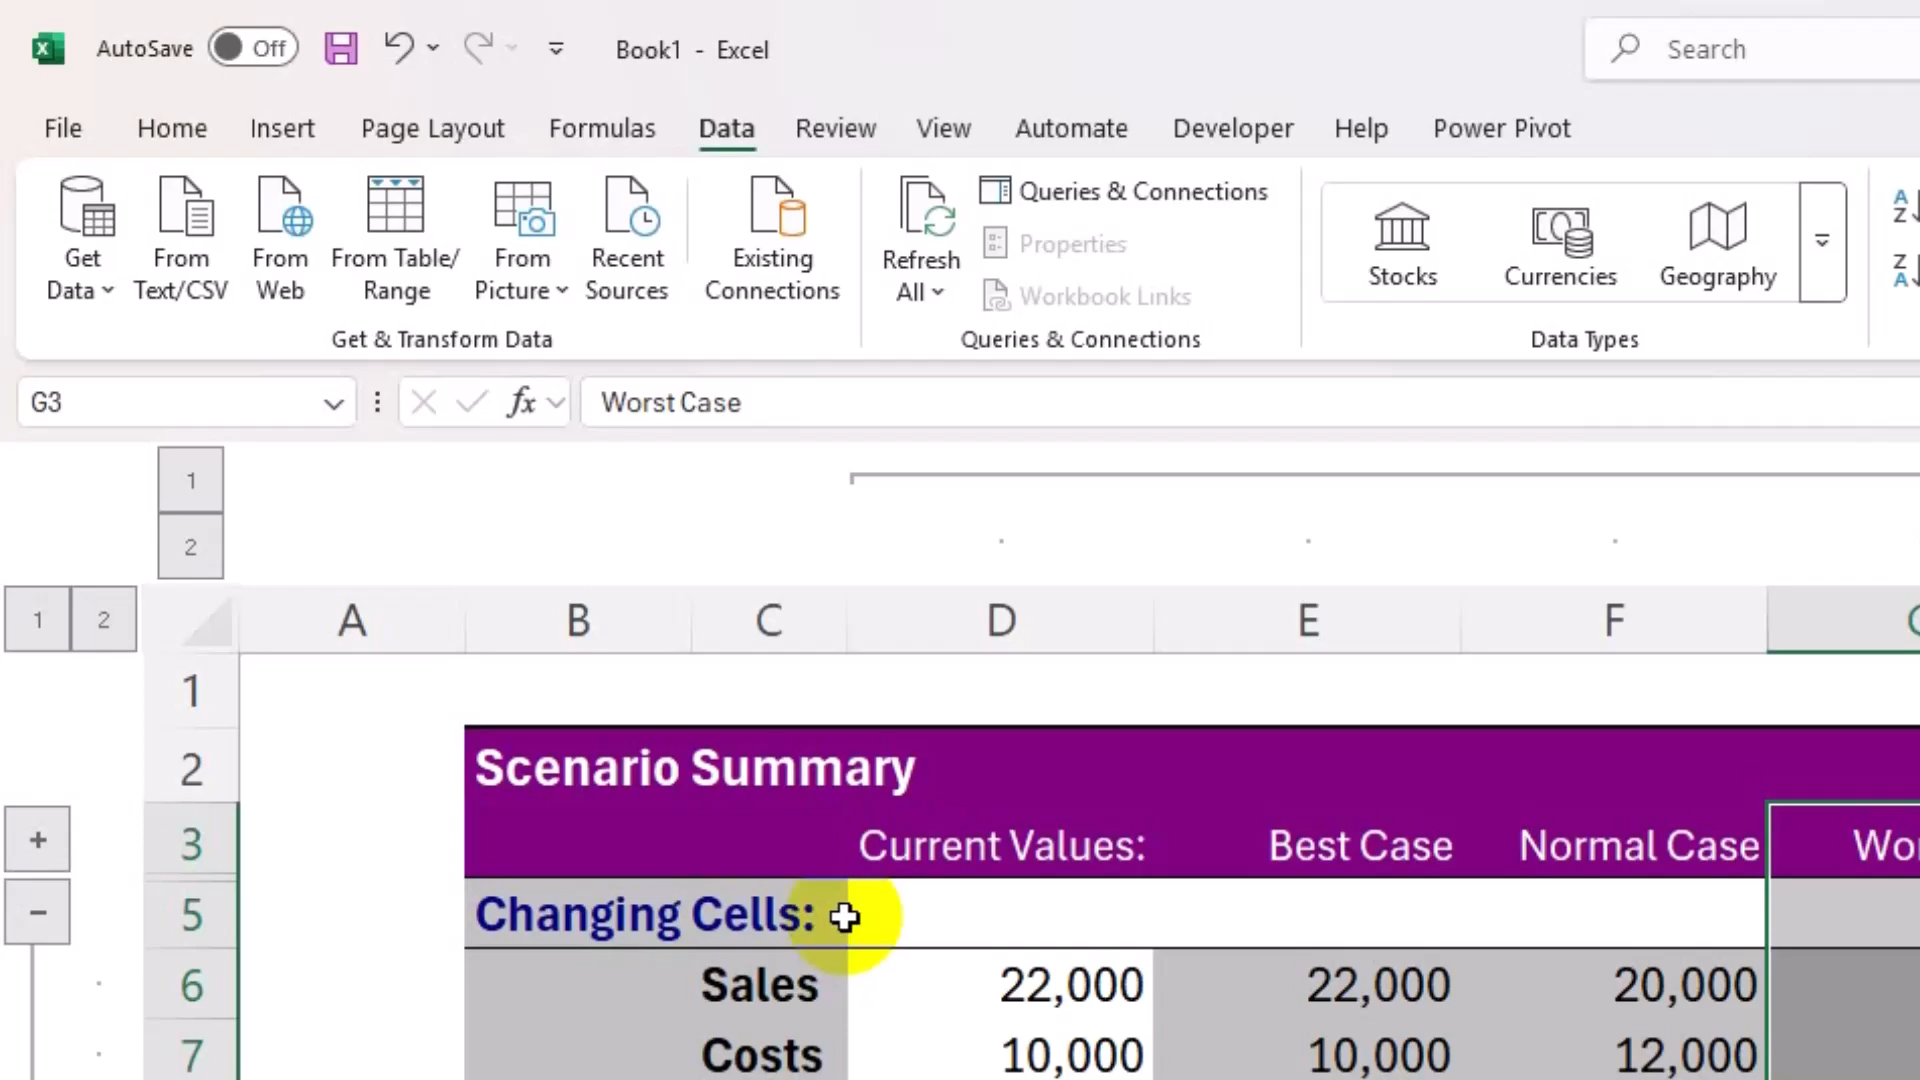 AutoSave Off Book1 - Excel Search
File Home Insert Page Layout Formulas Data Review View Automate Developer Help Power Pivot
Get Data
From Text/CSV
From Web
From Table/ Range
From Picture
Recent Sources
Existing Connections
Get & Transform Data
Refresh All
Queries & Connections
Properties
Workbook Links
Queries & Connections
Stocks
Currencies
Geography
Data Types
A Z
Z A
G3 fx Worst Case
1
2
1 2 A B C D E F
1
2 Scenario Summary
3 Current Values: Best Case Normal Case
5 Changing Cells:
6 Sales 22,000 22,000 20,000
7 Costs 10,000 10,000 12,000